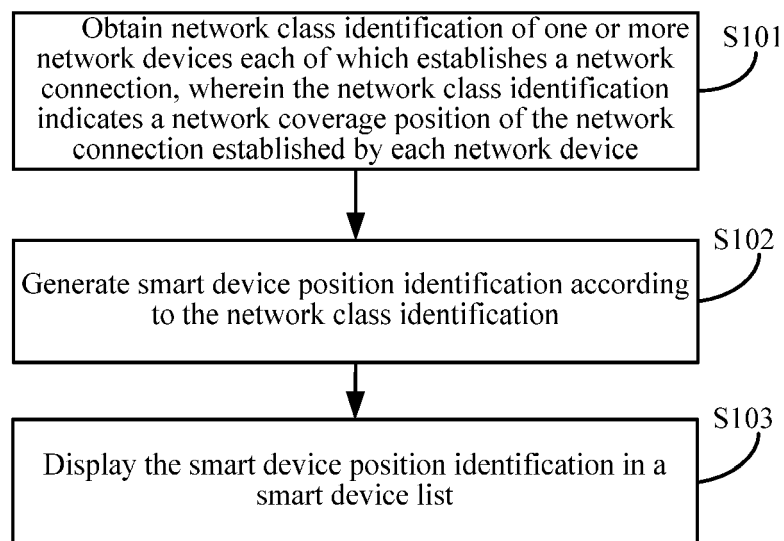 Obtain network class identification of one or more
network devices each of which establishes a network
connection, wherein the network class identification
indicates a network coverage position of the network
connection established by each network device
S101
Generate smart device position identification according
to the network class identification
S102
Display the smart device position identification in a
smart device list
S103